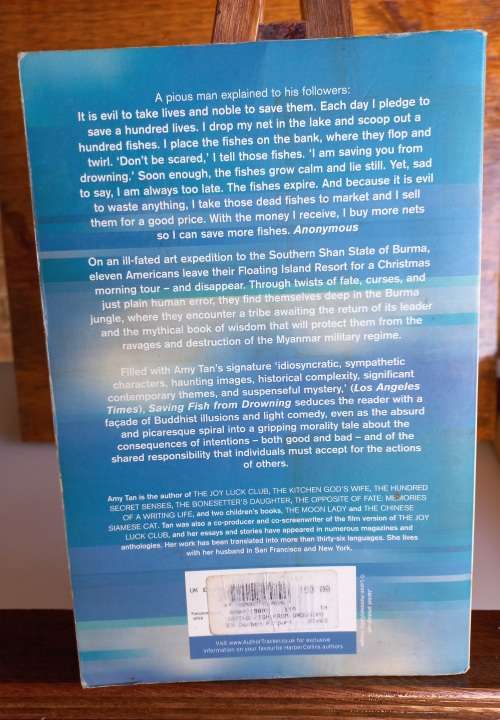 A pious man explained to his followers:
It is evil to take lives and noble to save them. Each day I pledge to
save a hundred lives. I drop my net in the lake and scoop out a
hundred fishes. I place the fishes on the bank, where they flop and
twirl. ‘Don’t be scared,’ I tell those fishes. ‘I am saving you from
drowning.’ Soon enough, the fishes grow calm and lie still. Yet, sad
to say, I am always too late. The fishes expire. And because it is evil
to waste anything, I take those dead fishes to market and I sell
them for a good price. With the money I receive, I buy more nets
so I can save more fishes. Anonymous
On an ill-fated art expedition to the Southern Shan State of Burma,
eleven Americans leave their Floating Island Resort for a Christmas
morning tour – and disappear. Through twists of fate, curses, and
just plain human error, they find themselves deep in the Burma
jungle, where they encounter a tribe awaiting the return of its leader
and the mythical book of wisdom that will protect them from the
ravages and destruction of the Myanmar military regime.
Filled with Amy Tan’s signature ‘idiosyncratic, sympathetic
characters, haunting images, historical complexity, significant
contemporary themes, and suspenseful mystery,’ (Los Angeles
Times), Saving Fish from Drowning seduces the reader with a
façade of Buddhist illusions and light comedy, even as the absurd
and picaresque spiral into a gripping morality tale about the
consequences of intentions – both good and bad – and of the
shared responsibility that individuals must accept for the actions
of others.
Amy Tan is the author of THE JOY LUCK CLUB, THE KITCHEN GOD’S WIFE, THE HUNDRED
SECRET SENSES, THE BONESETTER’S DAUGHTER, THE OPPOSITE OF FATE: MEMORIES
OF A WRITING LIFE, and two children’s books, THE MOON LADY and THE CHINESE
SIAMESE CAT. Tan was also a co-producer and co-screenwriter of the film version of THE JOY
LUCK CLUB, and her essays and stories have appeared in numerous magazines and
anthologies. Her work has been translated into more than thirty-six languages. She lives
with her husband in San Francisco and New York.
UK
Visit www.AuthorTracker.co.uk for exclusive
information on your favourite HarperCollins authors.